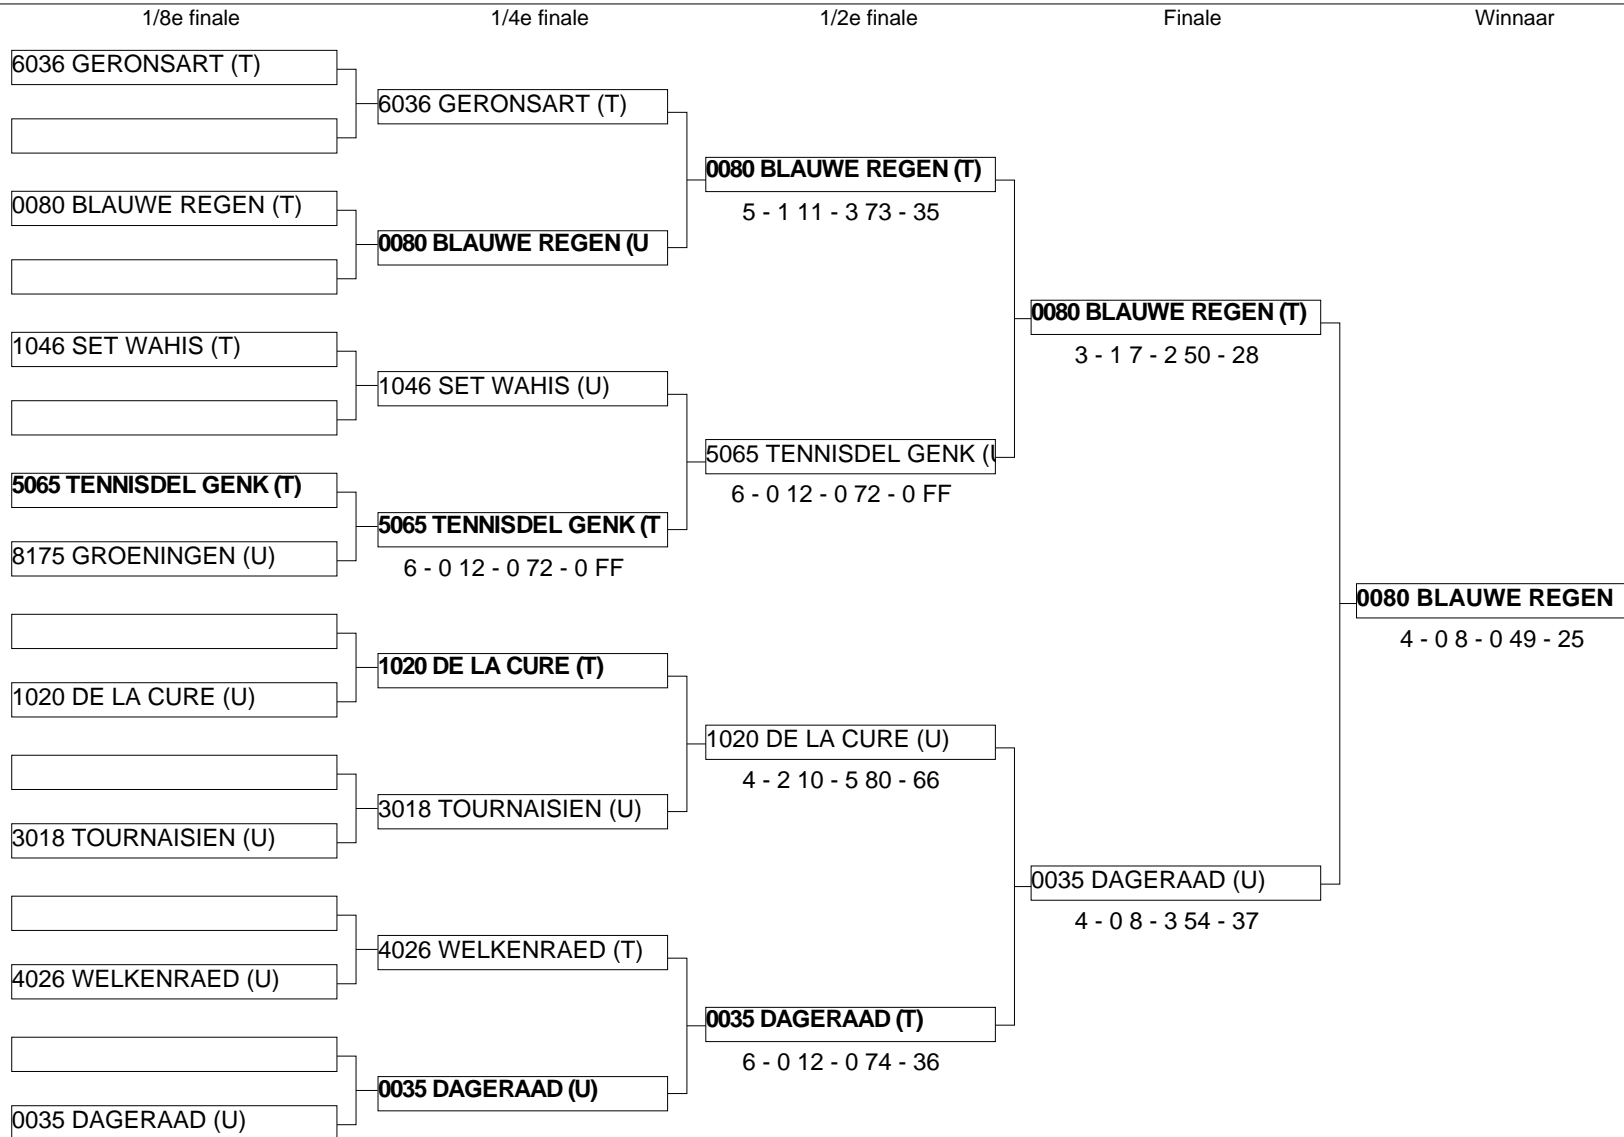 1/8e finale 1/4e finale 1/2e finale Finale Winnaar
6036 GERONSART (T)
6036 GERONSART (T)
0080 BLAUWE REGEN (T)
5 - 1 11 - 3 73 - 35
0080 BLAUWE REGEN (T)
0080 BLAUWE REGEN (U
0080 BLAUWE REGEN (T)
3 - 1 7 - 2 50 - 28
1046 SET WAHIS (T)
1046 SET WAHIS (U)
5065 TENNISDEL GENK (U
6 - 0 12 - 0 72 - 0 FF
5065 TENNISDEL GENK (T)
5065 TENNISDEL GENK (T
6 - 0 12 - 0 72 - 0 FF
8175 GROENINGEN (U)
0080 BLAUWE REGEN
4 - 0 8 - 0 49 - 25
1020 DE LA CURE (T)
1020 DE LA CURE (U)
1020 DE LA CURE (U)
4 - 2 10 - 5 80 - 66
3018 TOURNAISIEN (U)
3018 TOURNAISIEN (U)
0035 DAGERAAD (U)
4 - 0 8 - 3 54 - 37
4026 WELKENRAED (T)
4026 WELKENRAED (U)
0035 DAGERAAD (T)
6 - 0 12 - 0 74 - 36
0035 DAGERAAD (U)
0035 DAGERAAD (U)